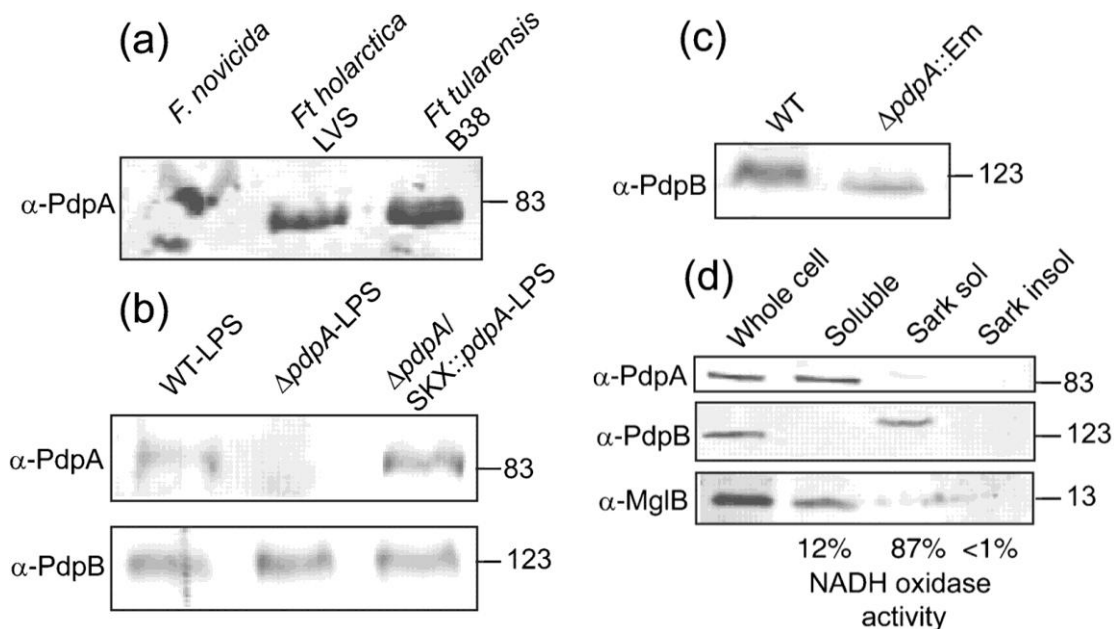 (a)
F. novicida
Ft holarctica
LVS
Ft tularensis
B38
α-PdpA
83
(b)
WT-LPS
ΔpdpA-LPS
ΔpdpA/
SKX::pdpA-LPS
α-PdpA
83
α-PdpB
123
(c)
WT
ΔpdpA::Em
α-PdpB
123
(d)
Whole cell
Soluble
Sark sol
Sark insol
α-PdpA
83
α-PdpB
123
α-MglB
13
12% 87% <1%
NADH oxidase
activity